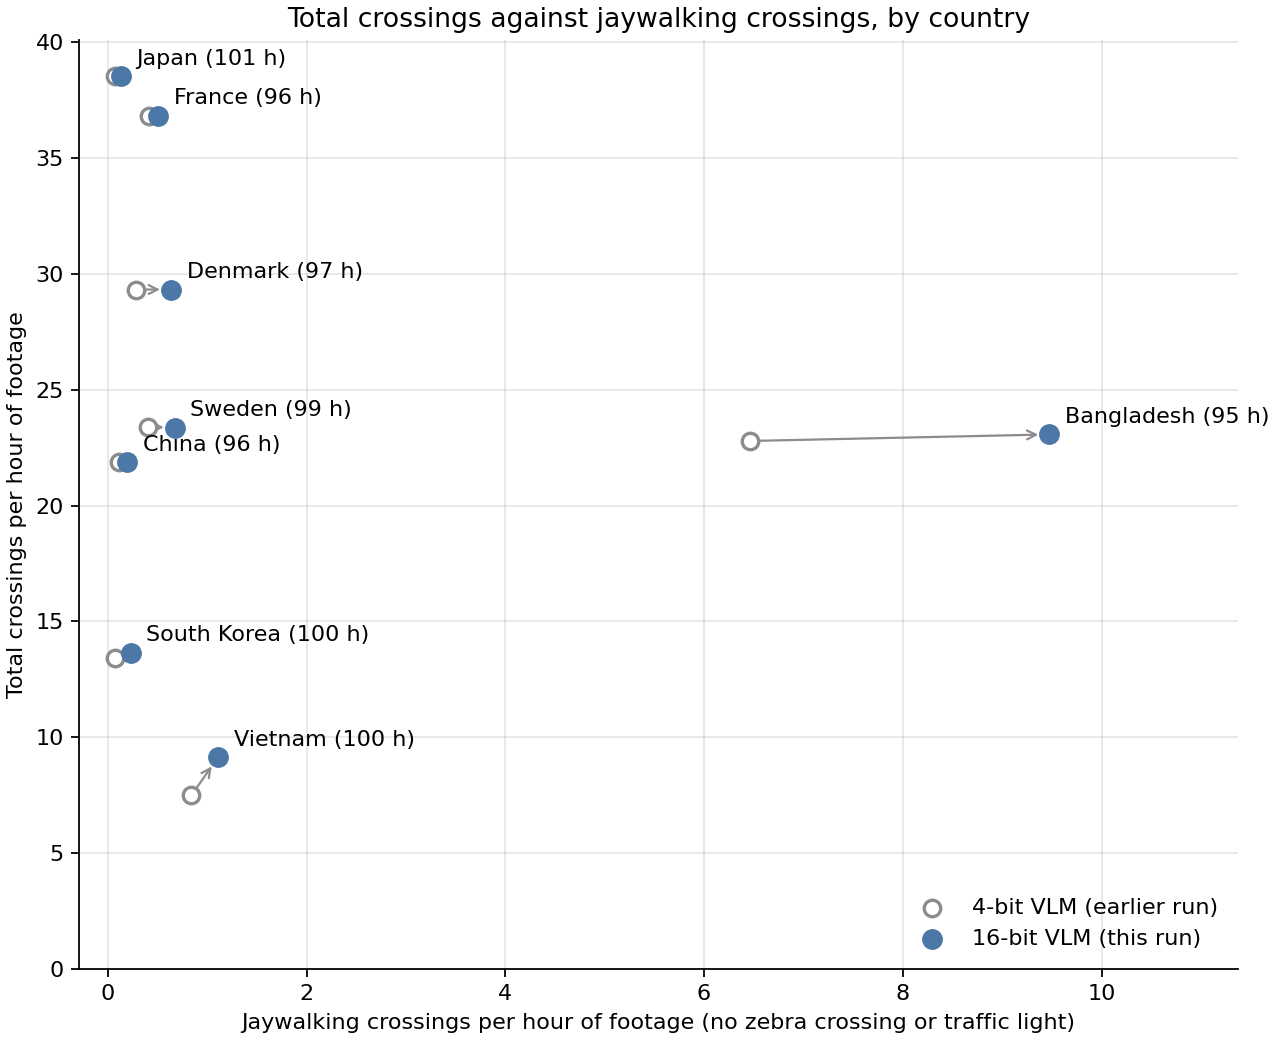 Total crossings against jaywalking crossings, by country
40
35
30
25
20
15
10
5
0
Total crossings per hour of footage
Japan (101 h)
France (96 h)
Denmark (97 h)
Sweden (99 h)
Bangladesh (95 h)
China (96 h)
South Korea (100 h)
Vietnam (100 h)
4-bit VLM (earlier run)
16-bit VLM (this run)
0 2 4 6 8 10
Jaywalking crossings per hour of footage (no zebra crossing or traffic light)